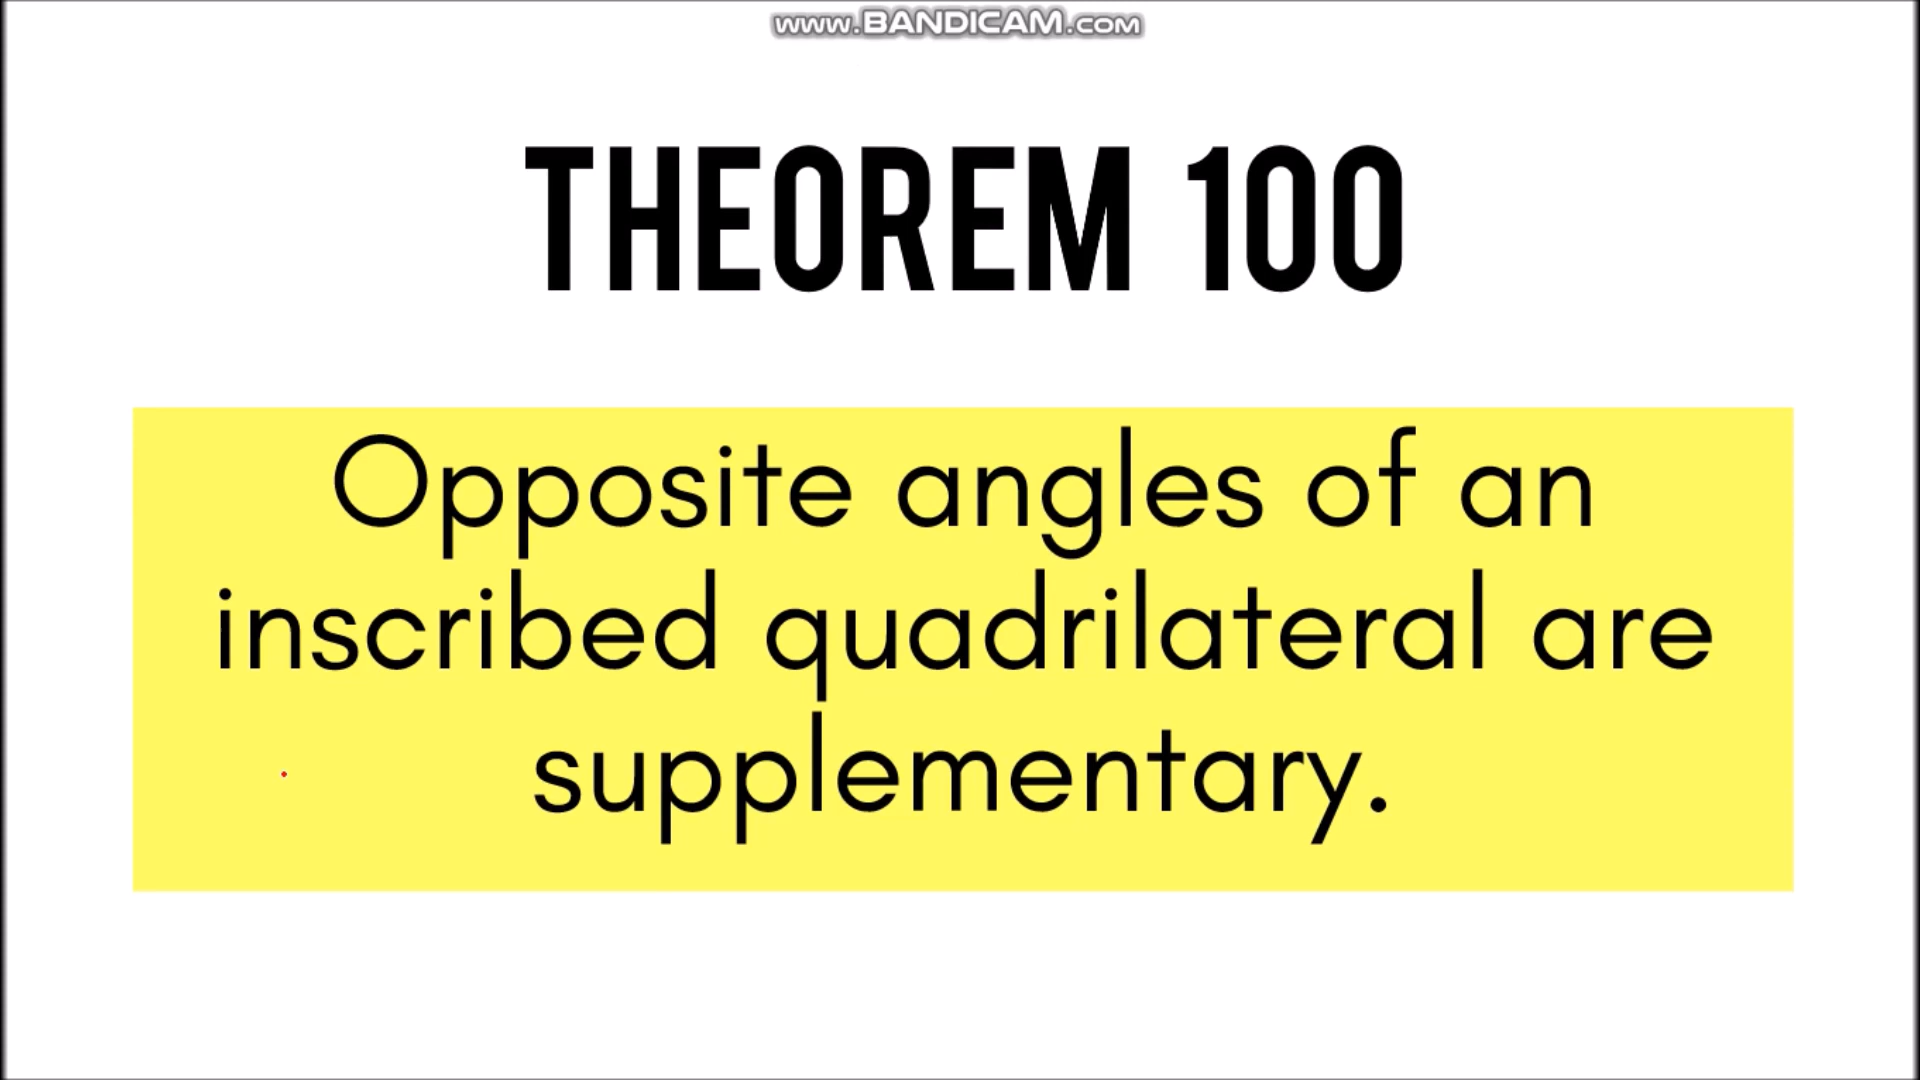 www.BANDICAM.com
THEOREM 100
Opposite angles of an
inscribed quadrilateral are
supplementary.